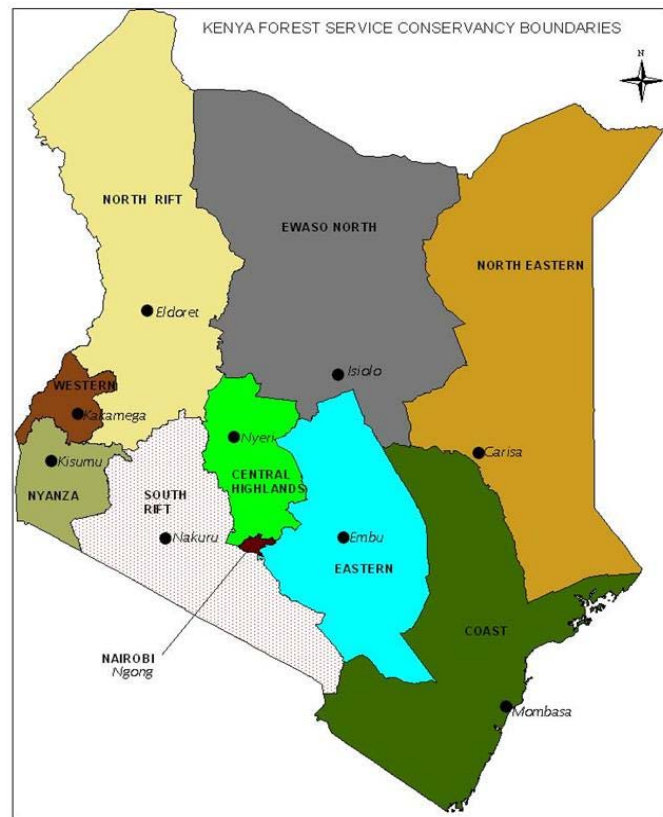 KENYA FOREST SERVICE CONSERVANCY BOUNDARIES
N
NORTH RIFT
EWASO NORTH
NORTH EASTERN
Eldoret
Isiolo
WESTERN
Kakamega
Nyeri
Garisa
Kisumu
CENTRAL
HIGHLANDS
NYANZA
SOUTH
RIFT
Nakuru
Embu
EASTERN
COAST
NAIROBI
Ngong
Mombasa